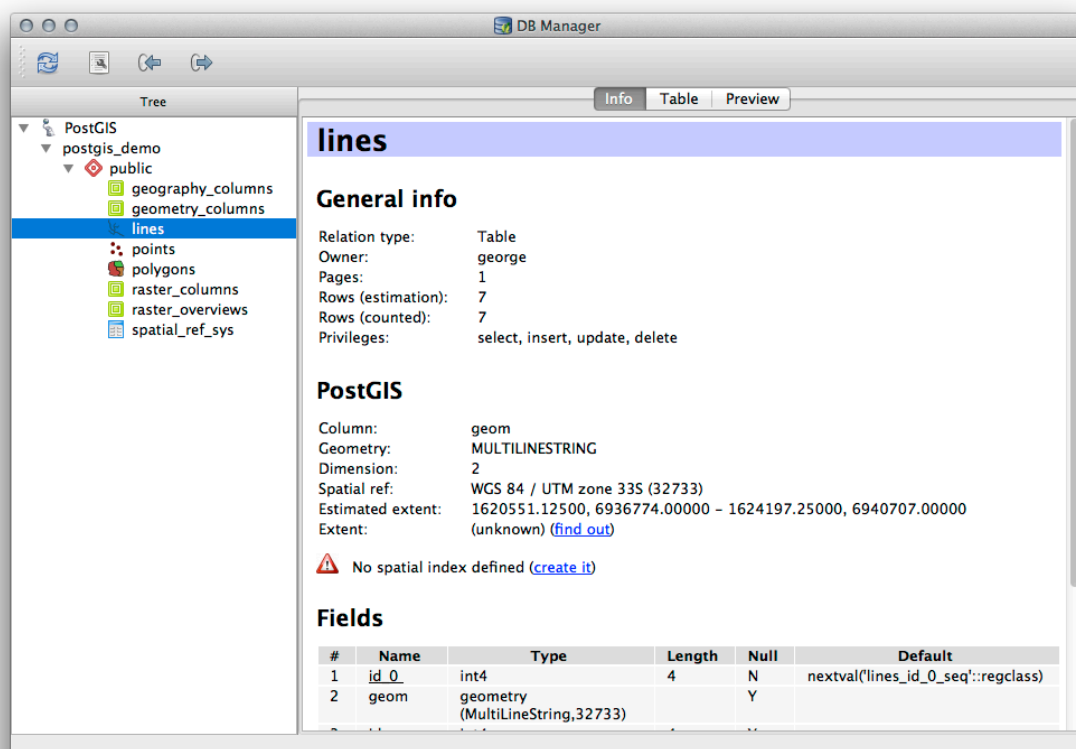 DB Manager
Tree
Info Table Preview
PostGIS
postgis_demo
public
geography_columns
geometry_columns
lines
points
polygons
raster_columns
raster_overviews
spatial_ref_sys
lines
General info
Relation type: Table
Owner: george
Pages: 1
Rows (estimation): 7
Rows (counted): 7
Privileges: select, insert, update, delete
PostGIS
Column: geom
Geometry: MULTILINESTRING
Dimension: 2
Spatial ref: WGS 84 / UTM zone 33S (32733)
Estimated extent: 1620551.12500, 6936774.00000 - 1624197.25000, 6940707.00000
Extent: (unknown) (find out)
No spatial index defined (create it)
Fields
# Name Type Length Null Default
1 id_0 int4 4 N nextval('lines_id_0_seq'::regclass)
2 geom geometry Y
(MultiLineString,32733)